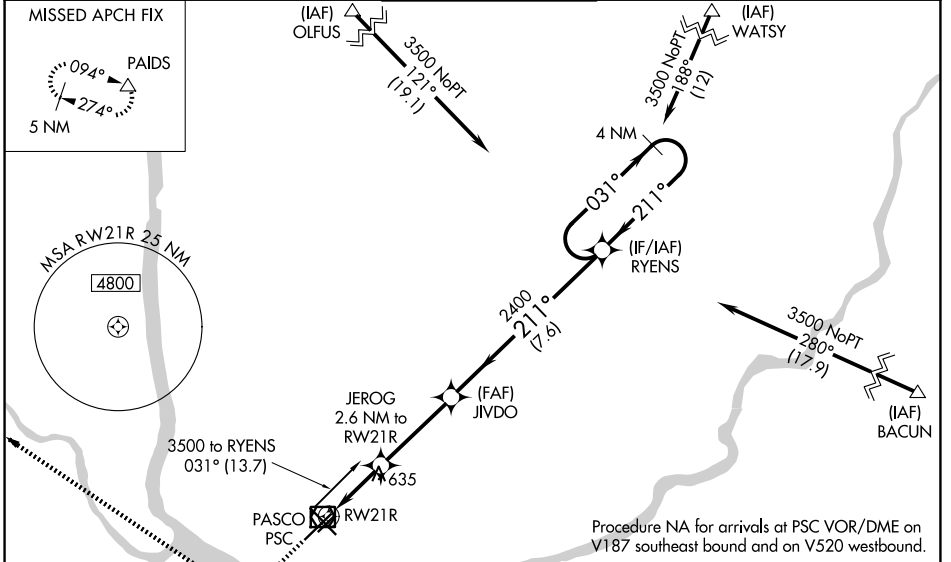 MISSED APCH FIX
PAIDS
094°
274°
5 NM
(IAF)
OLFUS
3500 NoPT
121°
(19.1)
(IAF)
WATSY
3500 NoPT
188°
(12)
4 NM
031°
211°
(IF/IAF)
RYENS
MSA RW21R 25 NM
4800
2400
211°
(7.6)
3500 NoPT
280°
(17.9)
(IAF)
BACUN
(FAF)
JIVDO
JEROG
2.6 NM to
RW21R
3500 to RYENS
031° (13.7)
635
PASCO
PSC
RW21R
Procedure NA for arrivals at PSC VOR/DME on
V187 southeast bound and on V520 westbound.